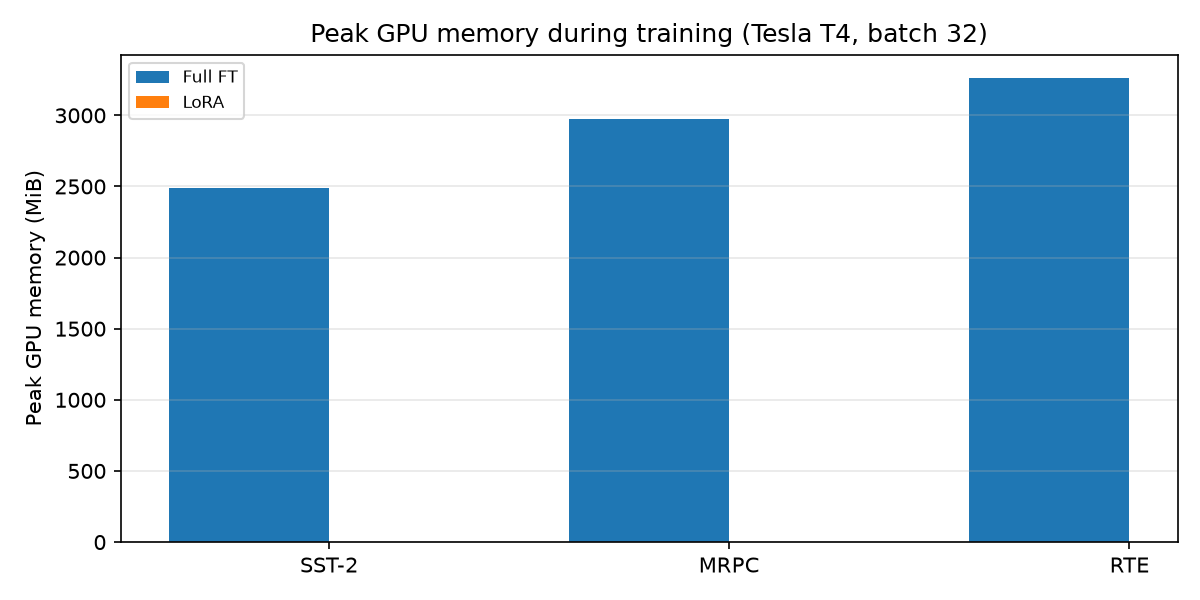 Peak GPU memory during training (Tesla T4, batch 32)
Full FT
LoRA
Peak GPU memory (MiB)
3000
2500
2000
1500
1000
500
0
SST-2
MRPC
RTE